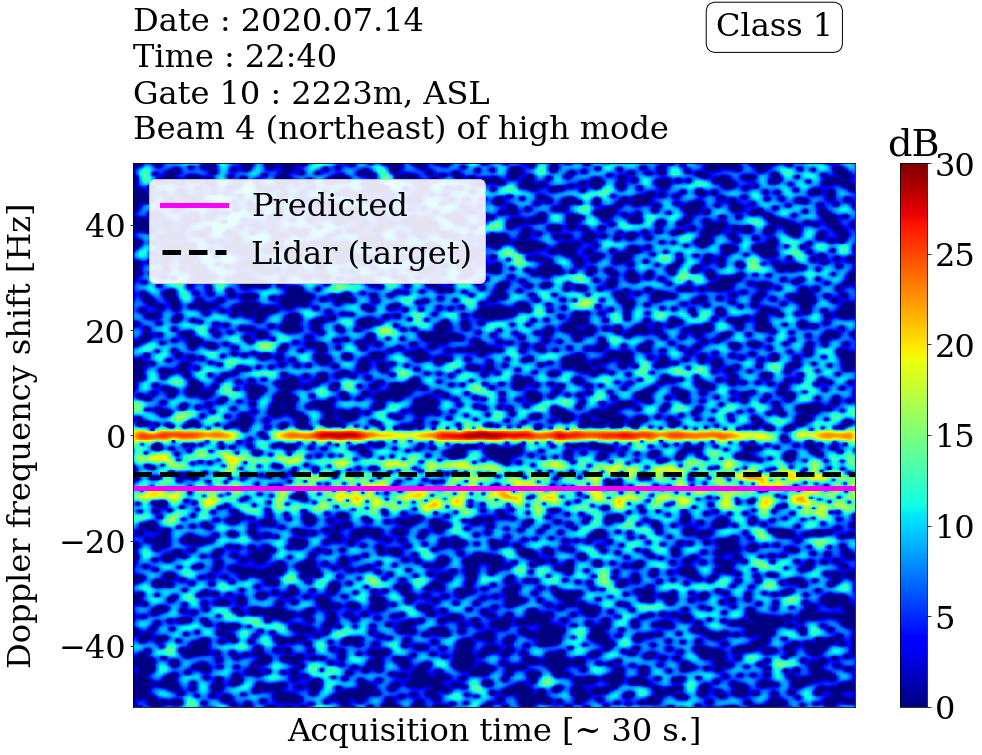 Date : 2020.07.14
Time : 22:40
Gate 10 : 2223m, ASL
Beam 4 (northeast) of high mode
Class 1
dB
Predicted
Lidar (target)
Doppler frequency shift [Hz]
40
20
0
−20
−40
30
25
20
15
10
5
0
Acquisition time [~ 30 s.]